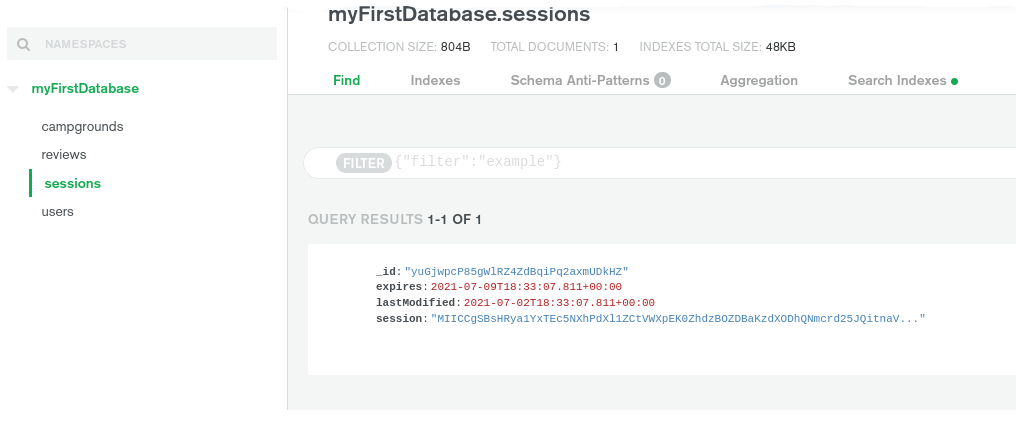 myFirstDatabase.sessions
NAMESPACES
COLLECTION SIZE: 804B TOTAL DOCUMENTS: 1 INDEXES TOTAL SIZE: 48KB
myFirstDatabase
Find Indexes Schema Anti-Patterns 0 Aggregation Search Indexes
campgrounds
reviews
sessions
users
FILTER {"filter":"example"}
QUERY RESULTS 1-1 OF 1
_id: "yuGjwpcP85gWlRZ4ZdBqiPq2axmUDkHZ"
expires: 2021-07-09T18:33:07.811+00:00
lastModified: 2021-07-02T18:33:07.811+00:00
session: "MIICCgSBsHRya1YxTEc5NXhPdXl1ZCtVWXpEK0ZhdzBOZDBaKzdXODhQNmcrd25JQitnaV..."